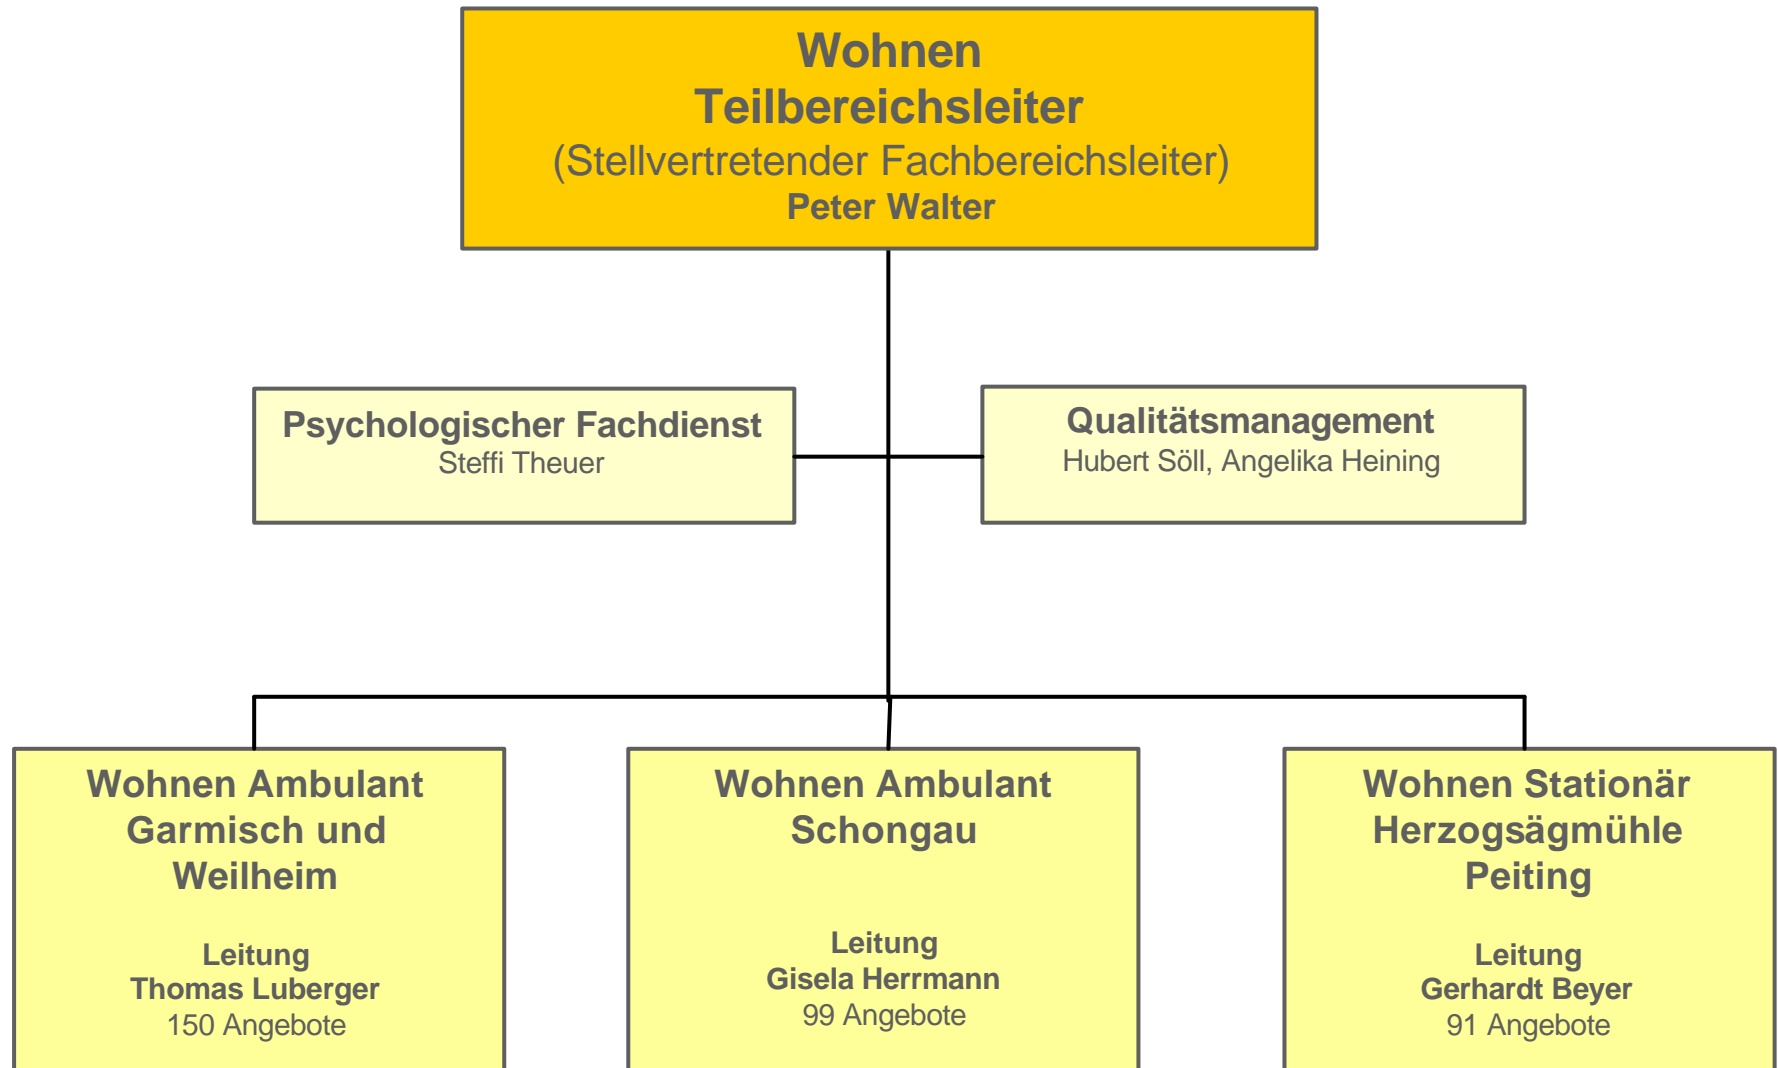 Wohnen
Teilbereichsleiter
(Stellvertretender Fachbereichsleiter)
Peter Walter
Psychologischer Fachdienst
Steffi Theuer
Qualitätsmanagement
Hubert Söll, Angelika Heining
Wohnen Ambulant
Garmisch und
Weilheim
Leitung
Thomas Luberger
150 Angebote
Wohnen Ambulant
Schongau
Leitung
Gisela Herrmann
99 Angebote
Wohnen Stationär
Herzogsägmühle
Peiting
Leitung
Gerhardt Beyer
91 Angebote